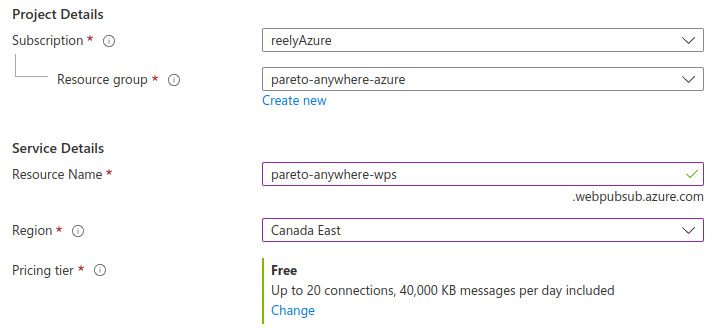 Project Details
Subscription * reelyAzure
Resource group * pareto-anywhere-azure
Create new
Service Details
Resource Name * pareto-anywhere-wps
.webpubsub.azure.com
Region * Canada East
Pricing tier * Free
Up to 20 connections, 40,000 KB messages per day included
Change